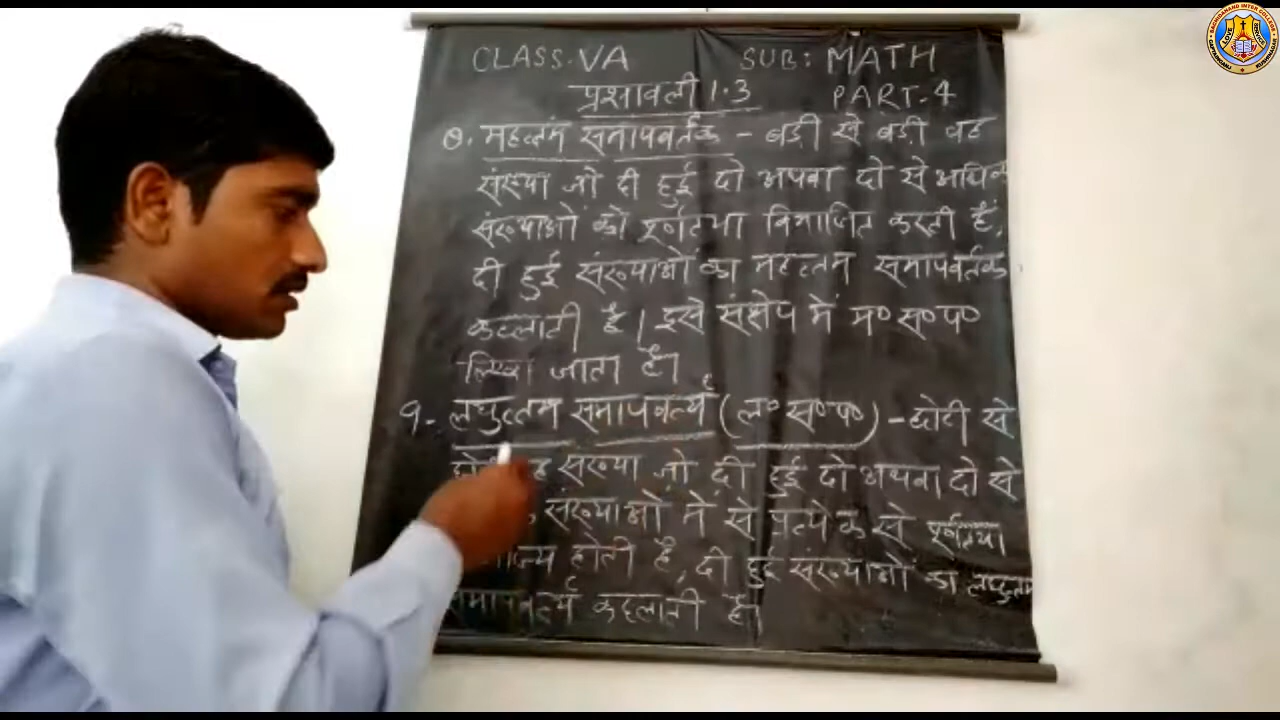 CLASS-VA SUB: MATH
प्रश्नावली 1.3 PART-4
8. महत्तम समापवर्तक - बड़ी से बड़ी वह
संख्या जो दी हुई दो अथवा दो से अधिक
संख्याओं को पूर्णतया विभाजित करती है,
दी हुई संख्याओं का महत्तम समापवर्तक
कहलाती है। इसे संक्षेप में म० स० प०
लिखा जाता है।
9- लघुत्तम समापवर्त्य (ल० स० प०) - छोटी से
संख्या जो दी हुई दो अथवा दो से
संख्याओं में से प्रत्येक से पूर्णतया
होती है, दी हुई संख्याओं का लघुत्तम
समापवर्त्य कहलाती है।